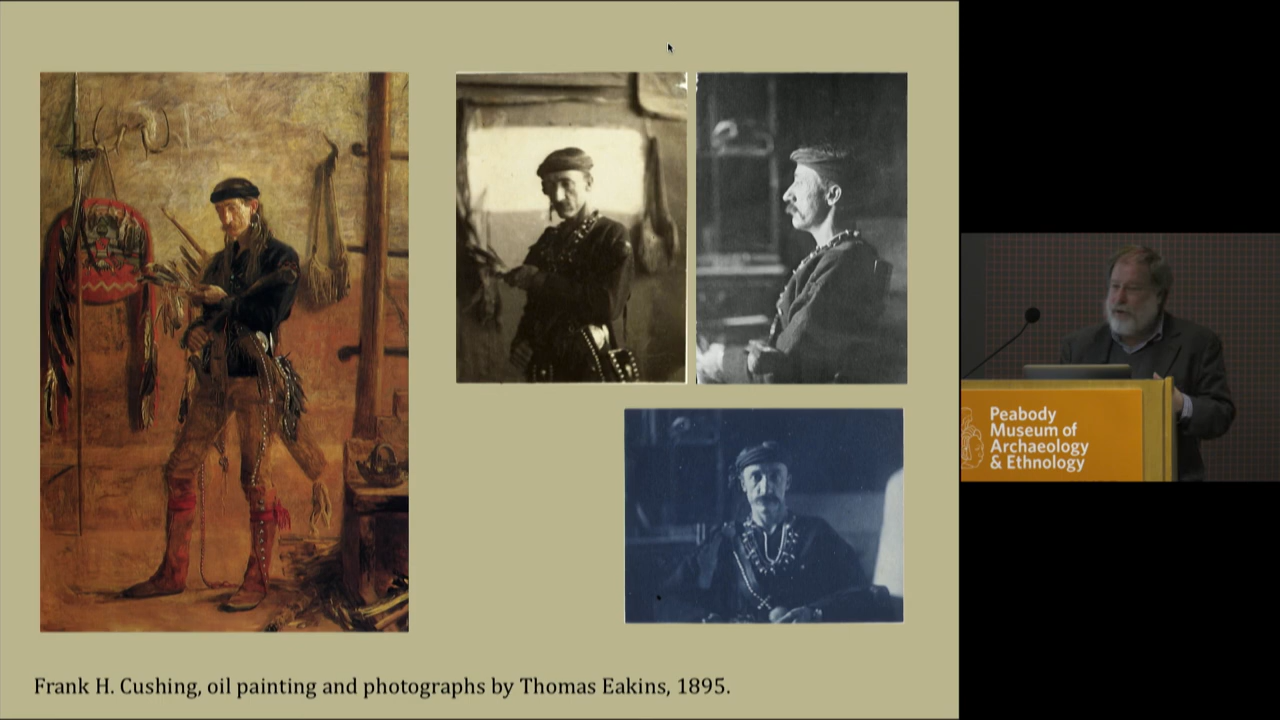 Frank H. Cushing, oil painting and photographs by Thomas Eakins, 1895.
Peabody
Museum of
Archaeology
& Ethnology